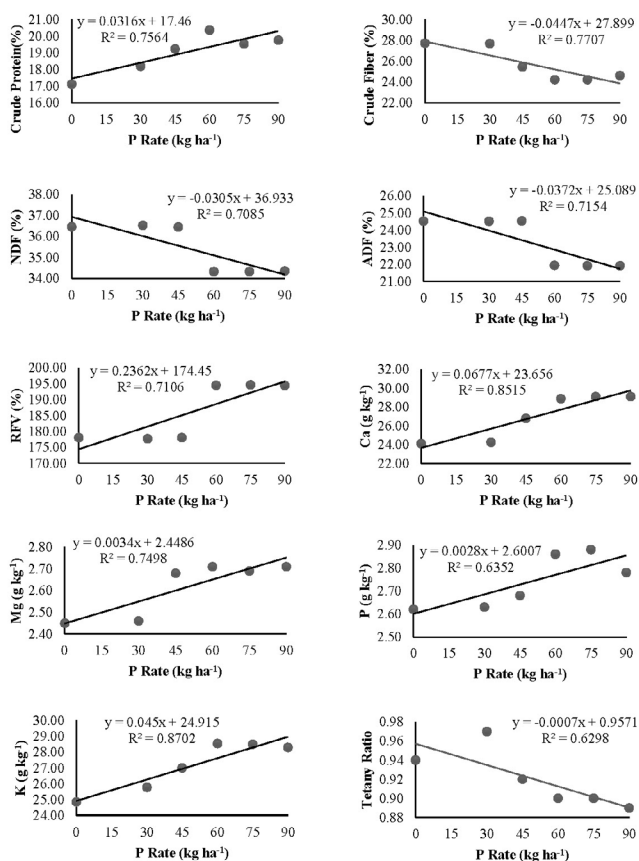 y = 0.0316x + 17.46
R² = 0.7564
Crude Protein(%)
21.00
20.00
19.00
18.00
17.00
16.00
0 30 45 60 75 90
P Rate (kg ha⁻¹)
y = -0.0447x + 27.899
R² = 0.7707
Crude Fiber (%)
30.00
28.00
26.00
24.00
22.00
0 30 45 60 75 90
P Rate (kg ha⁻¹)
y = -0.0305x + 36.933
R² = 0.7085
NDF (%)
38.00
37.00
36.00
35.00
34.00
0 30 45 60 75 90
P Rate (kg ha⁻¹)
y = -0.0372x + 25.089
R² = 0.7154
ADF (%)
26.00
25.00
24.00
23.00
22.00
21.00
0 30 45 60 75 90
P Rate (kg ha⁻¹)
y = 0.2362x + 174.45
R² = 0.7106
RFV (%)
200.00
195.00
190.00
185.00
180.00
175.00
170.00
0 30 45 60 75 90
P Rate (kg ha⁻¹)
y = 0.0677x + 23.656
R² = 0.8515
Ca (g kg⁻¹)
32.00
30.00
28.00
26.00
24.00
22.00
0 30 45 60 75 90
P Rate (kg ha⁻¹)
y = 0.0034x + 2.4486
R² = 0.7498
Mg (g kg⁻¹)
2.80
2.70
2.60
2.50
2.40
0 30 45 60 75 90
P Rate (kg ha⁻¹)
y = 0.0028x + 2.6007
R² = 0.6352
P (g kg⁻¹)
2.90
2.80
2.70
2.60
2.50
0 30 45 60 75 90
P Rate (kg ha⁻¹)
y = 0.045x + 24.915
R² = 0.8702
K (g kg⁻¹)
30.00
29.00
28.00
27.00
26.00
25.00
24.00
0 30 45 60 75 90
P Rate (kg ha⁻¹)
y = -0.0007x + 0.9571
R² = 0.6298
Tetany Ratio
0.98
0.96
0.94
0.92
0.90
0.88
0 30 45 60 75 90
P Rate (kg ha⁻¹)